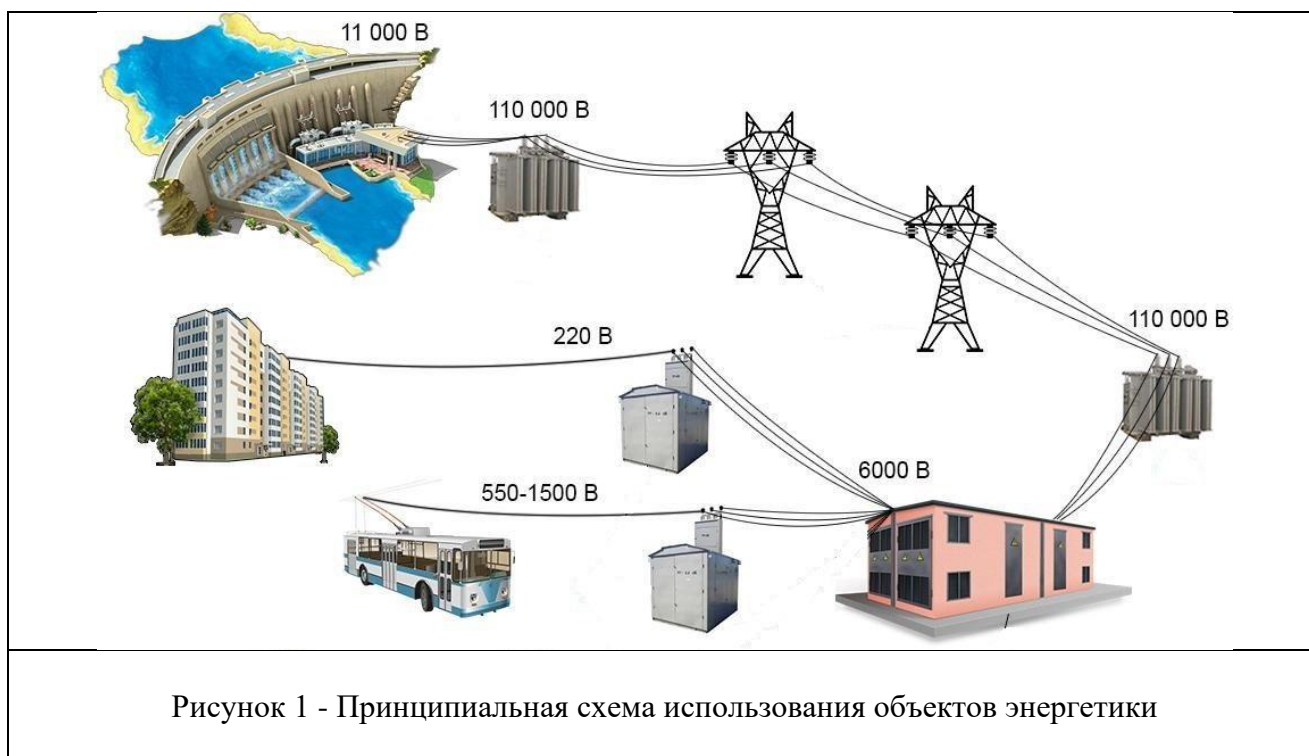 11 000 В
110 000 В
110 000 В
220 В
6000 В
550-1500 В
Рисунок 1 - Принципиальная схема использования объектов энергетики